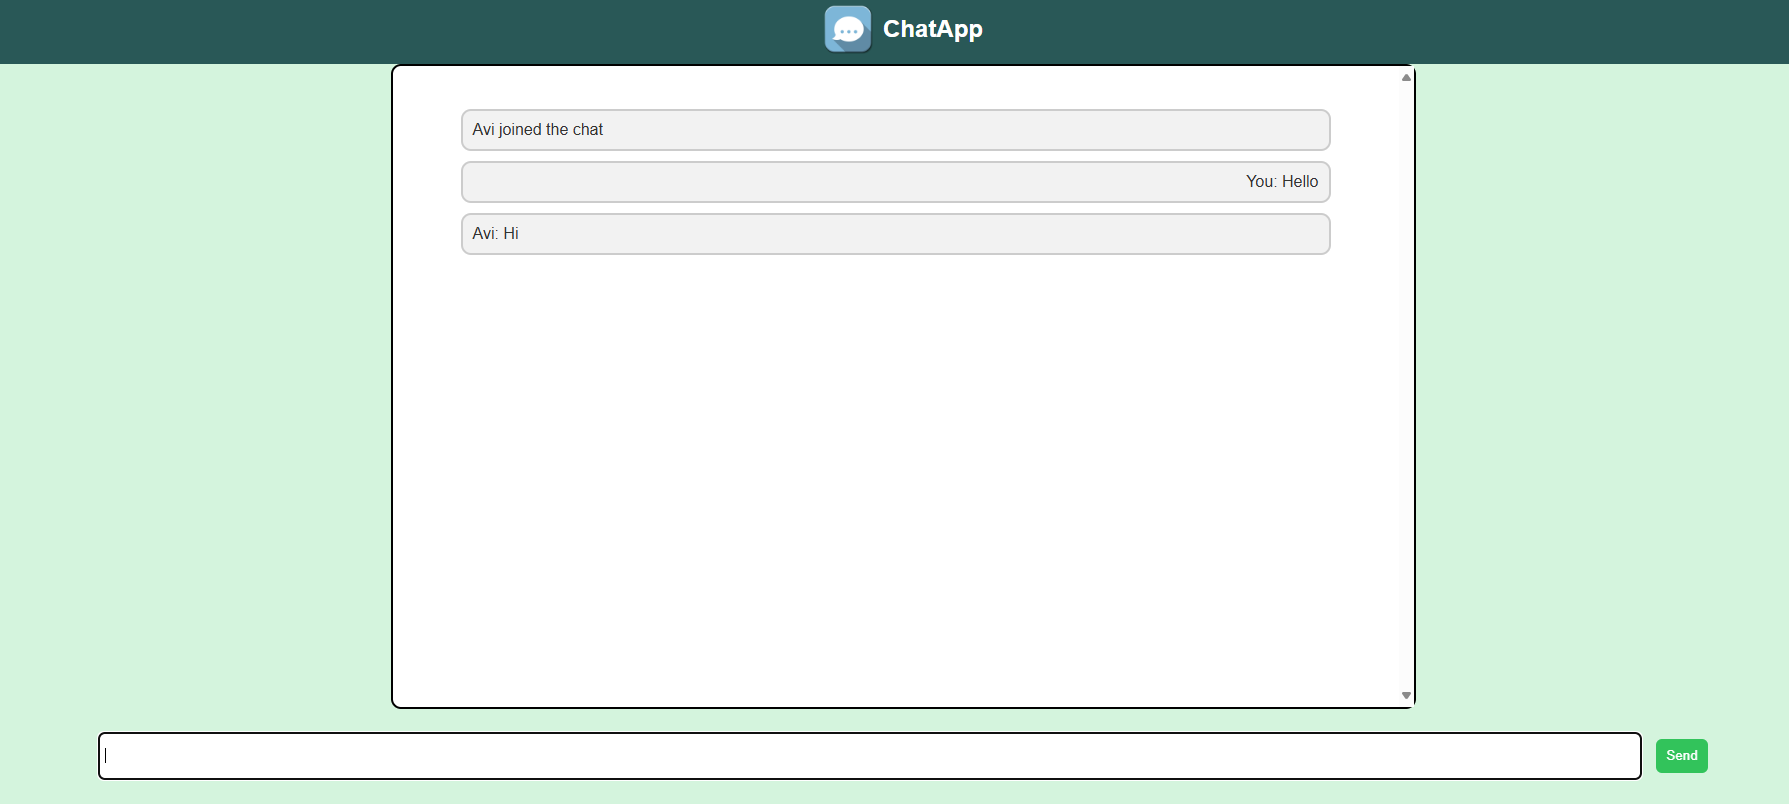 ChatApp
Avi joined the chat
You: Hello
Avi: Hi
Send